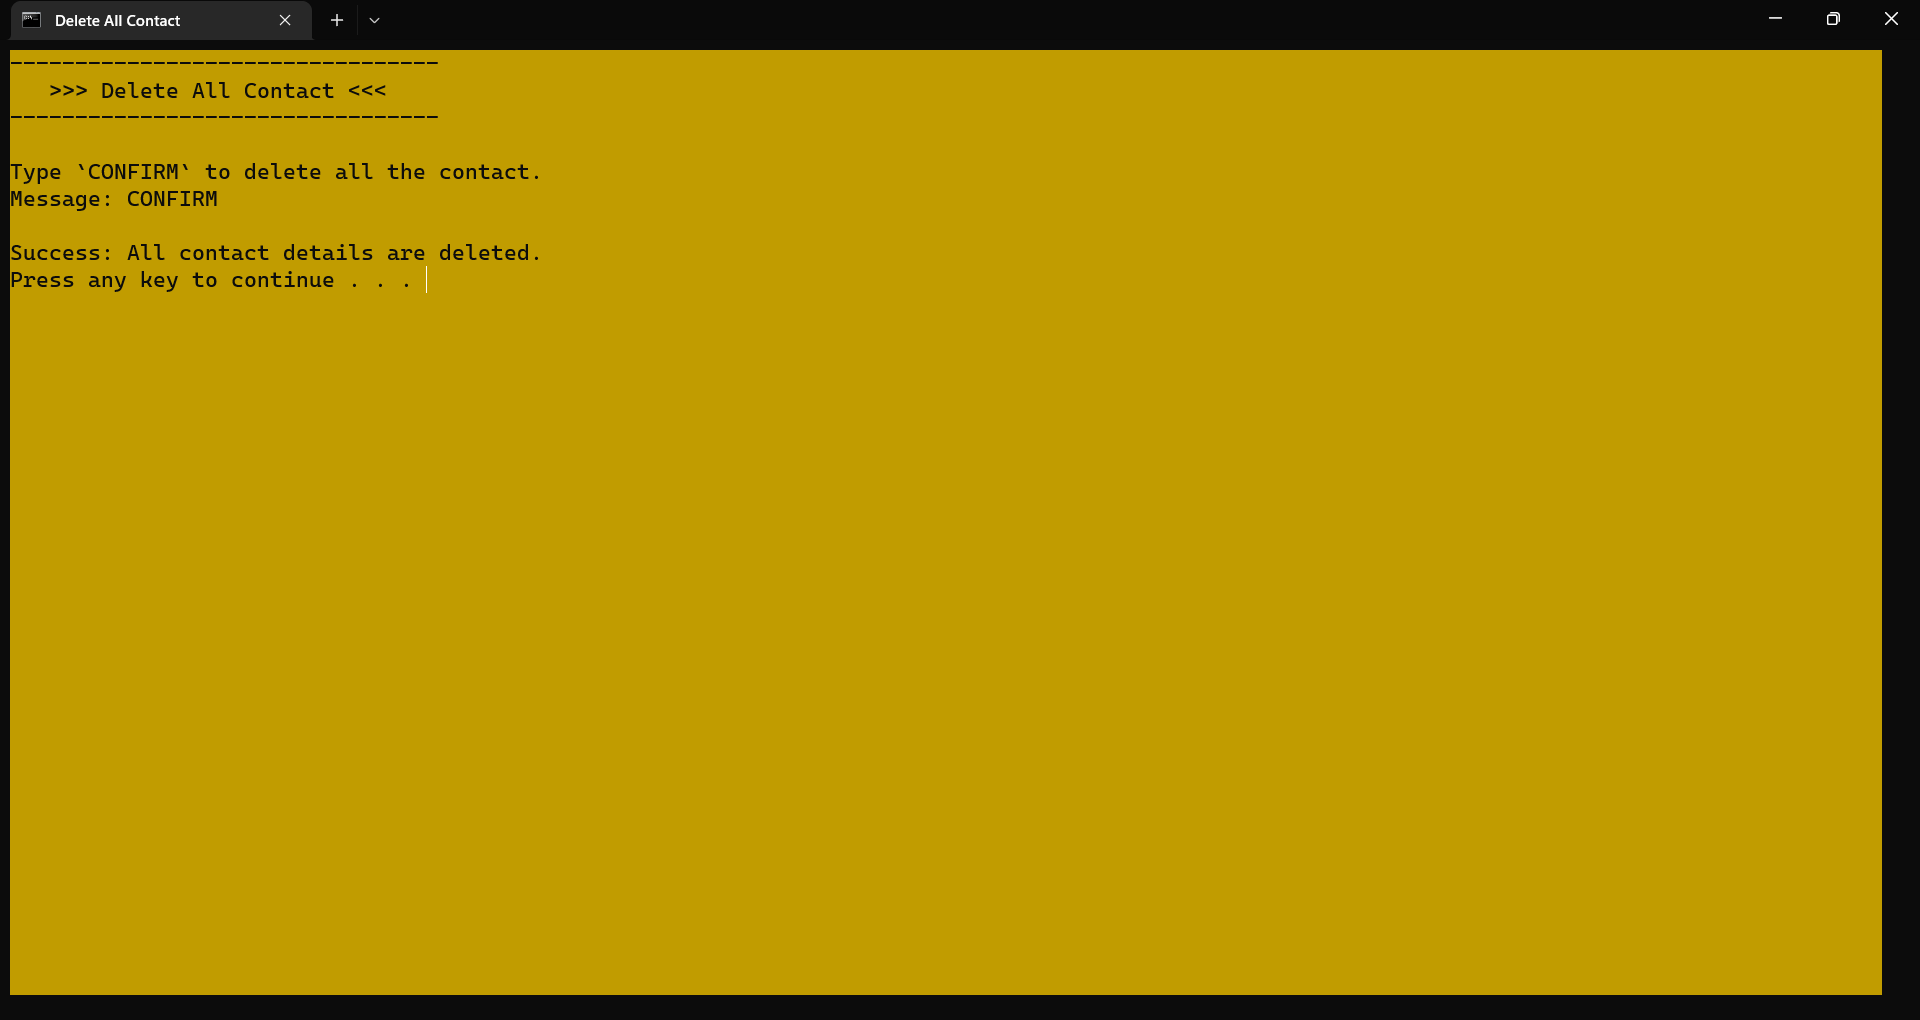 Delete All Contact
---------------------------------
>>> Delete All Contact <<<
---------------------------------
Type `CONFIRM` to delete all the contact.
Message: CONFIRM
Success: All contact details are deleted.
Press any key to continue . . .